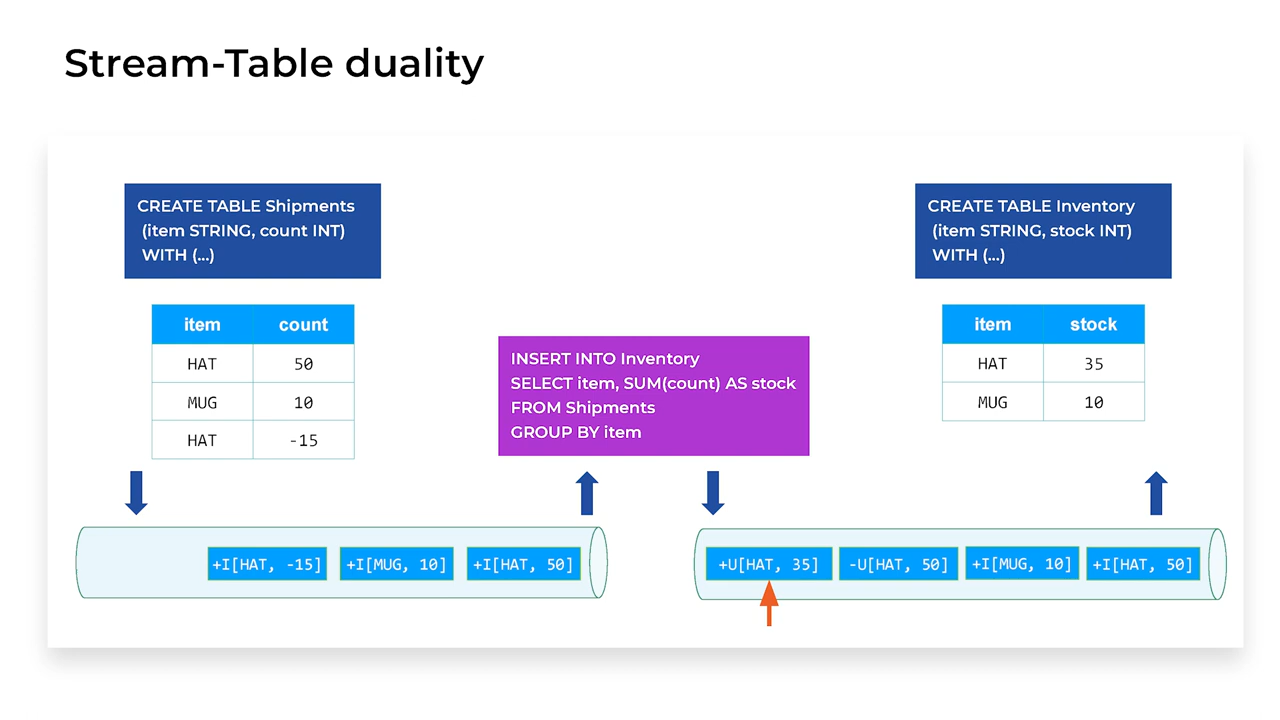 Stream-Table duality
CREATE TABLE Shipments
(item STRING, count INT)
WITH (...)
item count
HAT 50
MUG 10
HAT -15
INSERT INTO Inventory
SELECT item, SUM(count) AS stock
FROM Shipments
GROUP BY item
CREATE TABLE Inventory
(item STRING, stock INT)
WITH (...)
item stock
HAT 35
MUG 10
+I[HAT, -15] +I[MUG, 10] +I[HAT, 50]
+U[HAT, 35] -U[HAT, 50] +I[MUG, 10] +I[HAT, 50]